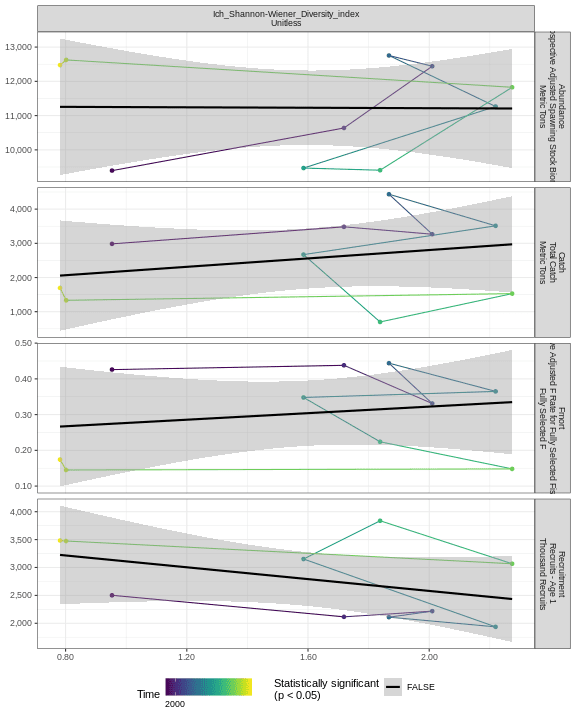 Ich_Shannon-Wiener_Diversity_index
Unitless
13,000
12,000
11,000
10,000
Abundance
Adjusted Spawning Stock
Metric Tons
4,000
3,000
2,000
1,000
Catch
Total Catch
Metric Tons
0.50
0.40
0.30
0.20
0.10
Fmort
Adjusted F Rate for Fully Selected
Fully Selected F
4,000
3,500
3,000
2,500
2,000
Recruitment
Recruits - Age 1
Thousand Recruits
0.80
1.20
1.60
2.00
Time
2000
Statistically significant
(p < 0.05)
FALSE